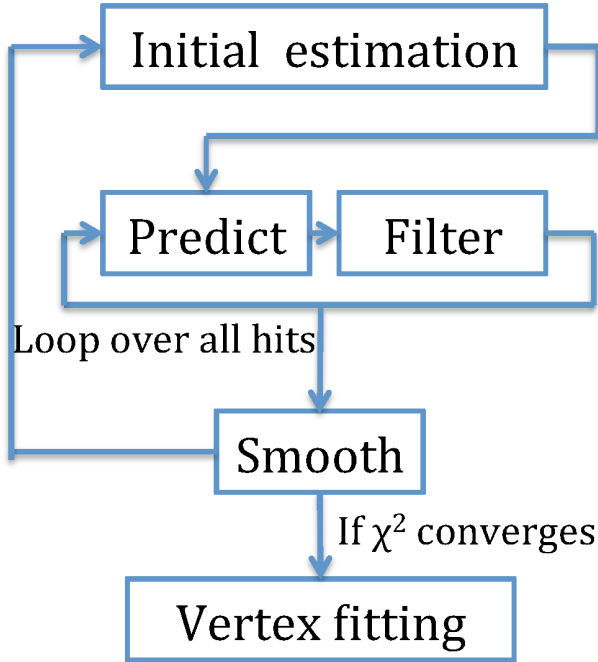 Initial estimation
Predict
Filter
Loop over all hits
Smooth
If χ² converges
Vertex fitting